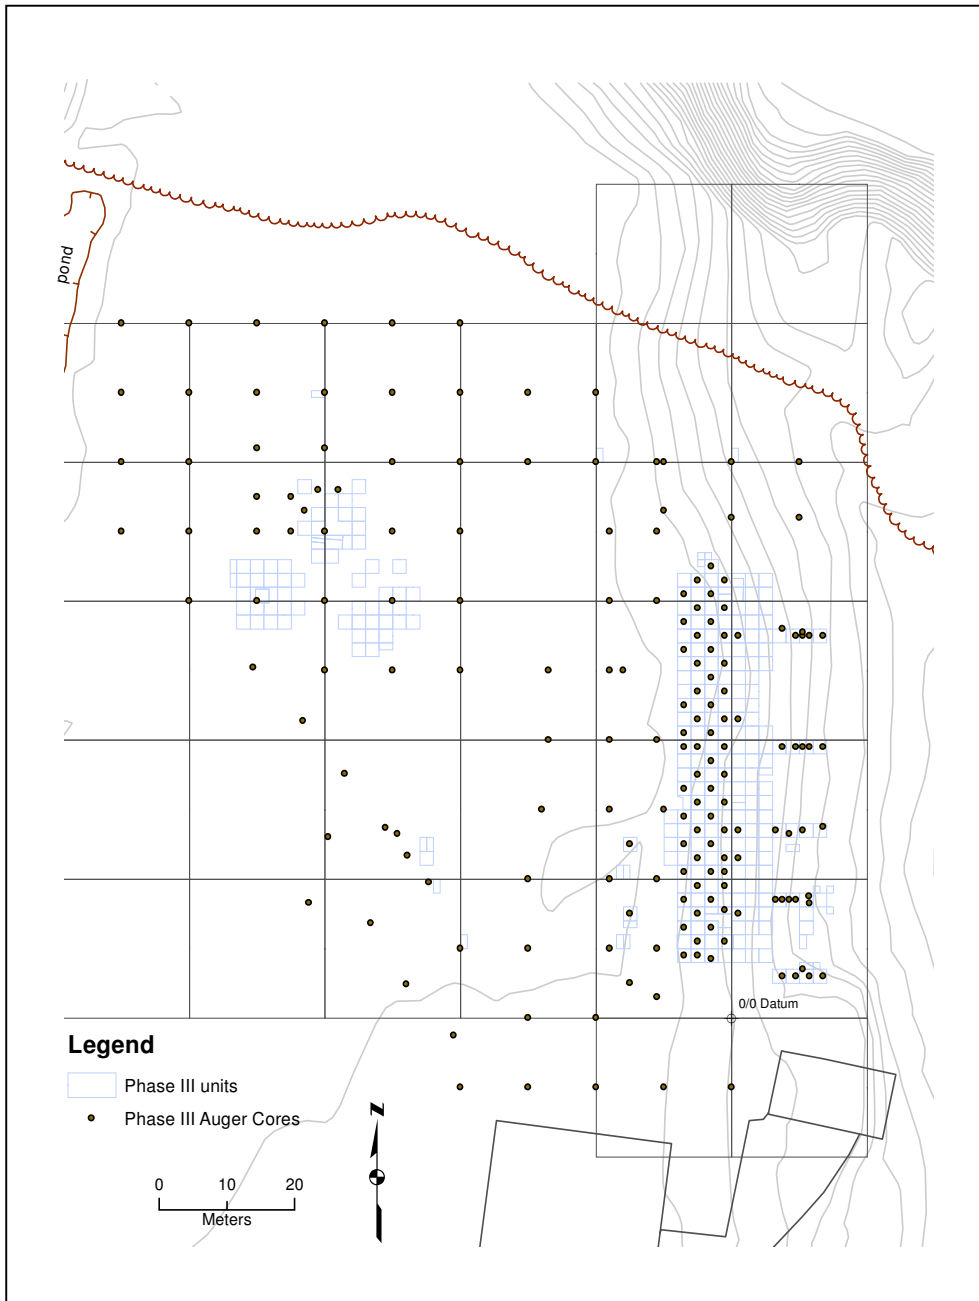 pond
0/0 Datum
Legend
Phase III units
Phase III Auger Cores
N
0 10 20
Meters